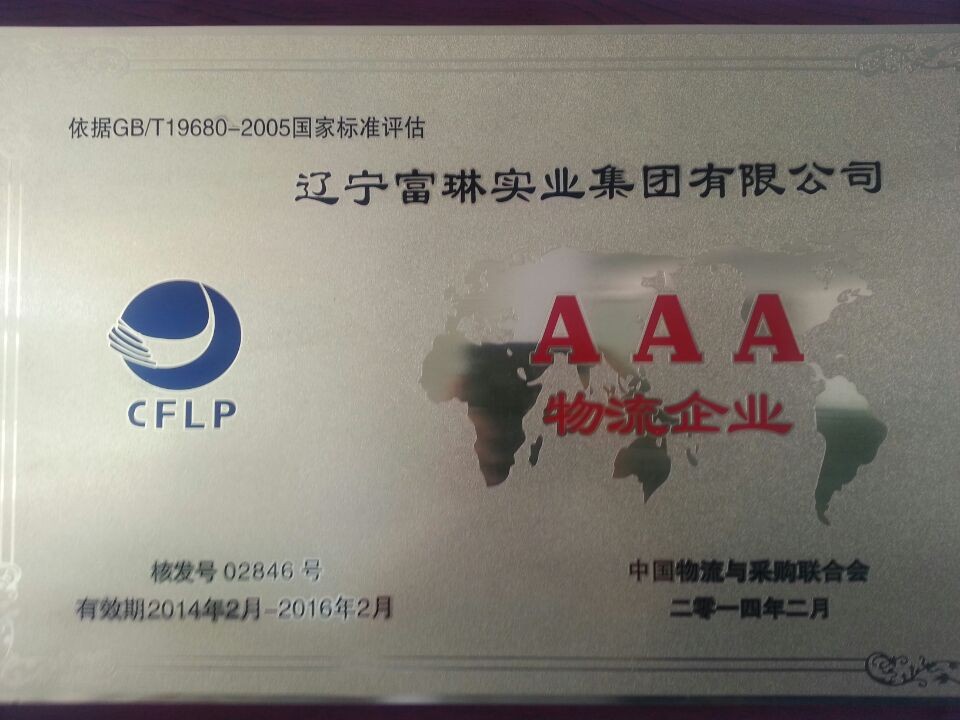 依据GB/T19680-2005国家标准评估
辽宁富琳实业集团有限公司
CFLP
AAA
物流企业
核发号 02846 号
有效期2014年2月-2016年2月
中国物流与采购联合会
二零一四年二月